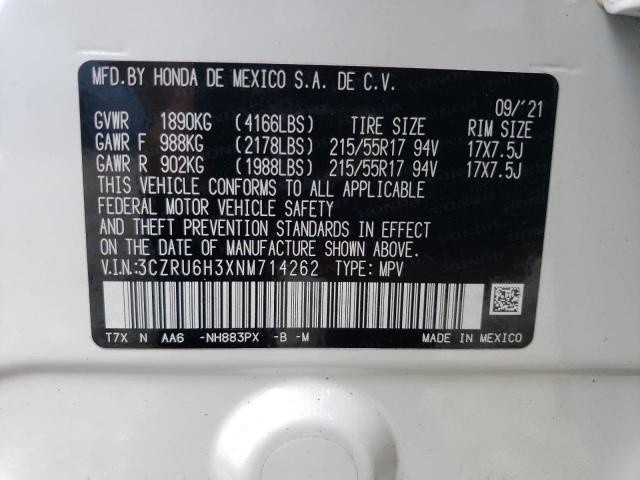 MFD.BY HONDA DE MEXICO S.A. DE C.V.
09/'21
GVWR 1890KG (4166LBS) TIRE SIZE RIM SIZE
GAWR F 988KG (2178LBS) 215/55R17 94V 17X7.5J
GAWR R 902KG (1988LBS) 215/55R17 94V 17X7.5J
THIS VEHICLE CONFORMS TO ALL APPLICABLE
FEDERAL MOTOR VEHICLE SAFETY
AND THEFT PREVENTION STANDARDS IN EFFECT
ON THE DATE OF MANUFACTURE SHOWN ABOVE.
V.I.N.:3CZRU6H3XNM714262 TYPE: MPV
T7X N AA6 -NH883PX -B -M MADE IN MEXICO